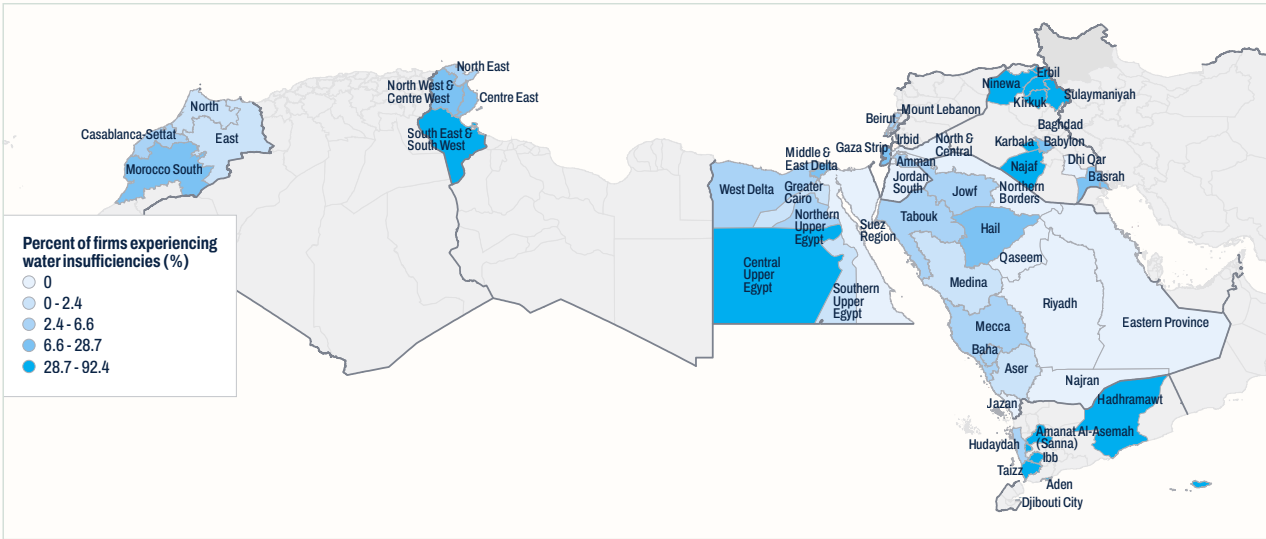 North East
North West &
Centre West
Centre East
North
Casablanca-Settat
East
South East &
South West
Morocco South
Erbil
Ninewa
Sulaymaniyah
Kirkuk
Mount Lebanon
Beirut
Baghdad
Irbid
North &
Central
Karbala
Babylon
Gaza Strip
Middle &
East Delta
Amman
Najaf
Dhi Qar
Basrah
Jordan
South
West Delta
Greater
Cairo
Jowf
Northern
Borders
Northern
Upper
Egypt
Tabouk
Suez
Region
Hail
Qaseem
Central
Upper
Egypt
Medina
Southern
Upper
Egypt
Riyadh
Eastern Province
Mecca
Baha
Aser
Najran
Jazan
Hadhramawt
Amanat Al-Asemah
(Sanna)
Hudaydah
Ibb
Taizz
Aden
Djibouti City
Percent of firms experiencing
water insufficiencies (%)
0
0 - 2.4
2.4 - 6.6
6.6 - 28.7
28.7 - 92.4